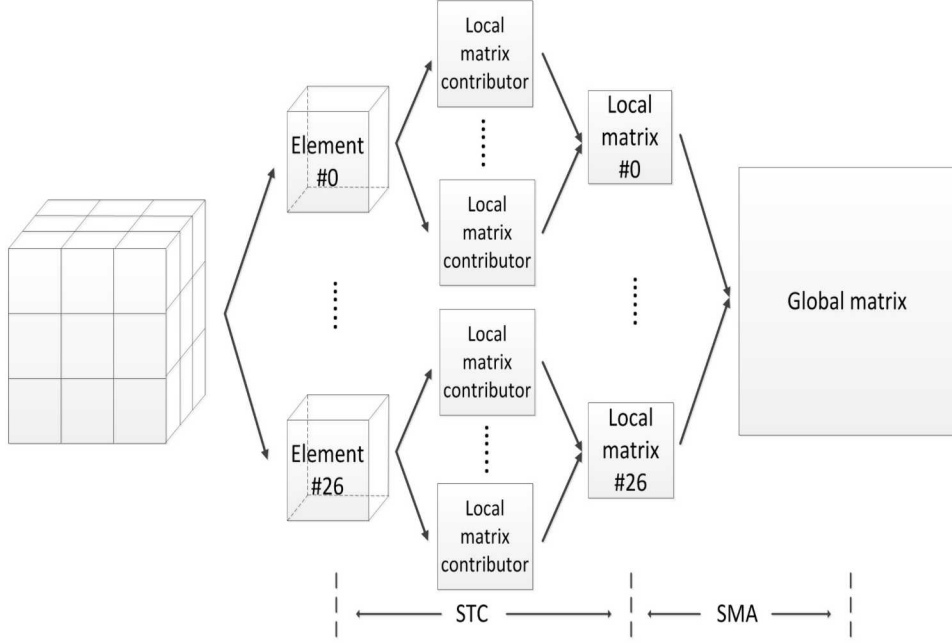 Local
matrix
contributor
Element
#0
Local
matrix
#0
Local
matrix
contributor
Global matrix
Local
matrix
contributor
Element
#26
Local
matrix
#26
Local
matrix
contributor
STC
SMA